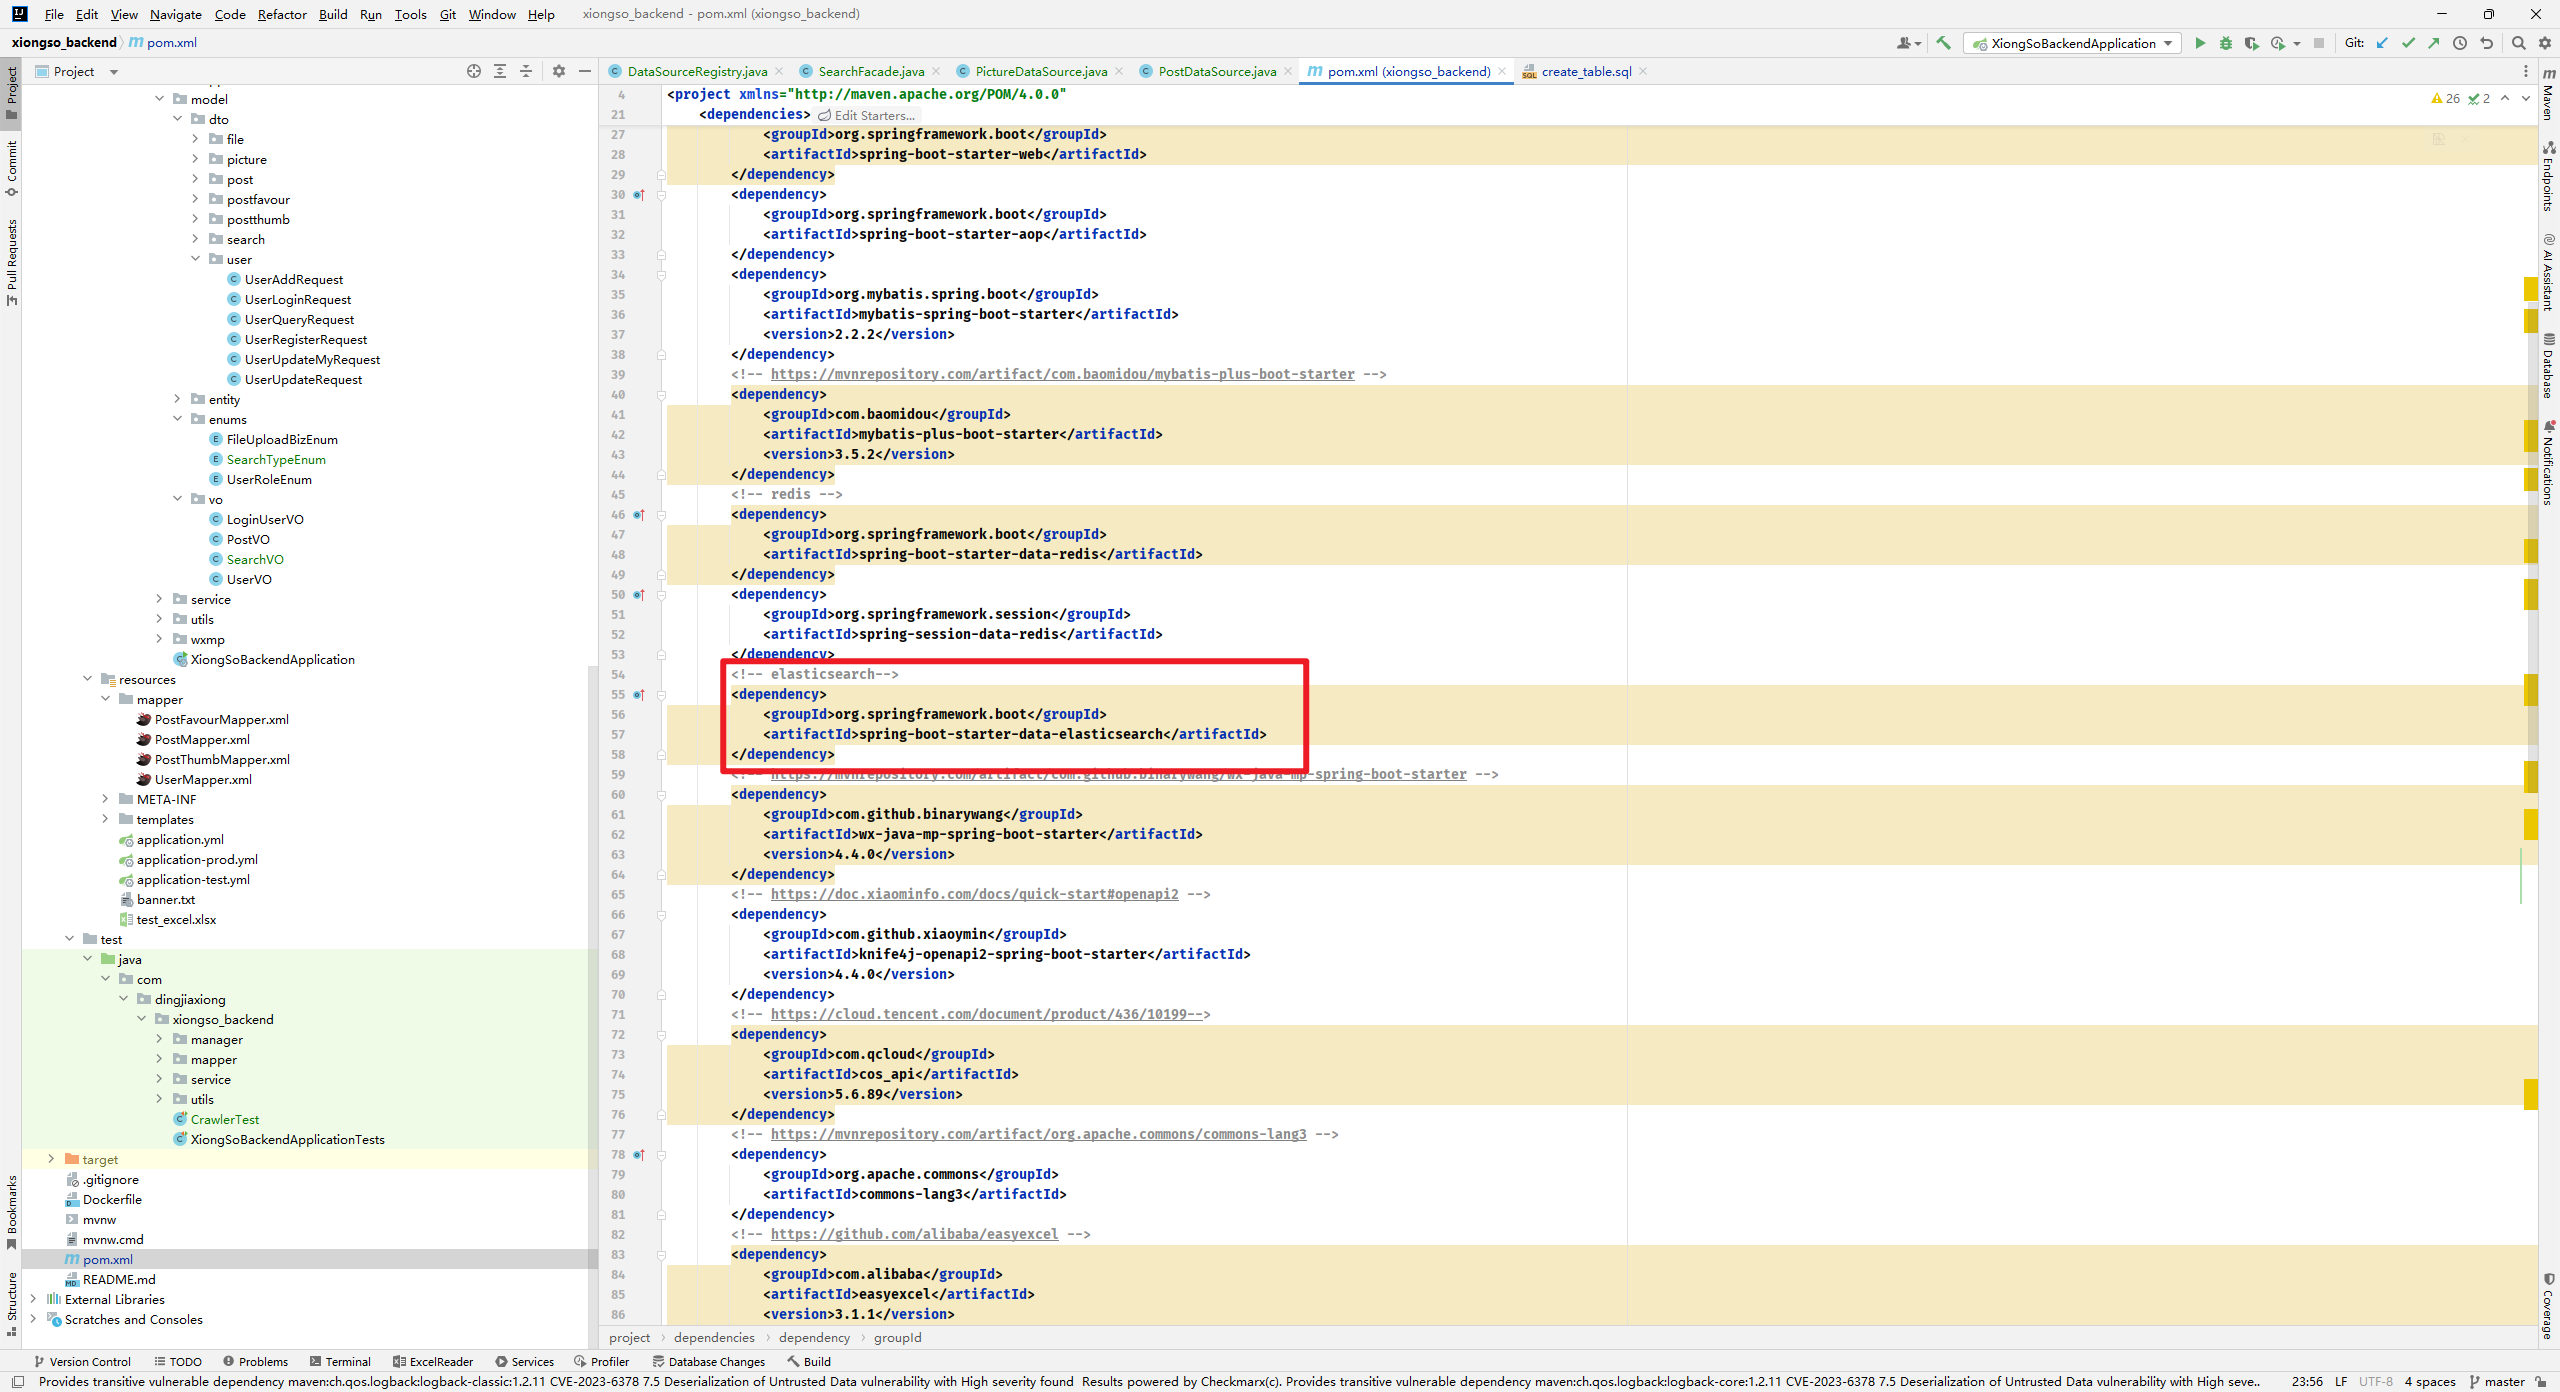 File Edit View Navigate Code Refactor Build Run Tools Git Window Help xiongso_backend - pom.xml (xiongso_backend)
xiongso_backend pom.xml
XiongSoBackendApplication Git:
Project
DataSourceRegistry.java SearchFacade.java PictureDataSource.java PostDataSource.java pom.xml (xiongso_backend) create_table.sql
Project
Commit
Pull Requests
Bookmarks
Structure
model
dto
file
picture
post
postfavour
postthumb
search
user
UserAddRequest
UserLoginRequest
UserQueryRequest
UserRegisterRequest
UserUpdateMyRequest
UserUpdateRequest
entity
enums
FileUploadBizEnum
SearchTypeEnum
UserRoleEnum
vo
LoginUserVO
PostVO
SearchVO
UserVO
service
utils
wxmp
XiongSoBackendApplication
resources
mapper
PostFavourMapper.xml
PostMapper.xml
PostThumbMapper.xml
UserMapper.xml
META-INF
templates
application.yml
application-prod.yml
application-test.yml
banner.txt
test_excel.xlsx
test
java
com
dingjiaxiong
xiongso_backend
manager
mapper
service
utils
CrawlerTest
XiongSoBackendApplicationTests
target
.gitignore
Dockerfile
mvnw
mvnw.cmd
pom.xml
README.md
External Libraries
Scratches and Consoles
4 <project xmlns="http://maven.apache.org/POM/4.0.0"
21 <dependencies> Edit Starters...
26 2
27 <groupId>org.springframework.boot</groupId>
28 <artifactId>spring-boot-starter-web</artifactId>
29 </dependency>
30 <dependency>
31 <groupId>org.springframework.boot</groupId>
32 <artifactId>spring-boot-starter-aop</artifactId>
33 </dependency>
34 <dependency>
35 <groupId>org.mybatis.spring.boot</groupId>
36 <artifactId>mybatis-spring-boot-starter</artifactId>
37 <version>2.2.2</version>
38 </dependency>
39 <!-- https://mvnrepository.com/artifact/com.baomidou/mybatis-plus-boot-starter -->
40 <dependency>
41 <groupId>com.baomidou</groupId>
42 <artifactId>mybatis-plus-boot-starter</artifactId>
43 <version>3.5.2</version>
44 </dependency>
45 <!-- redis -->
46 <dependency>
47 <groupId>org.springframework.boot</groupId>
48 <artifactId>spring-boot-starter-data-redis</artifactId>
49 </dependency>
50 <dependency>
51 <groupId>org.springframework.session</groupId>
52 <artifactId>spring-session-data-redis</artifactId>
53 </dependency>
54 <!-- elasticsearch-->
55 <dependency>
56 <groupId>org.springframework.boot</groupId>
57 <artifactId>spring-boot-starter-data-elasticsearch</artifactId>
58 </dependency>
59 <!-- https://mvnrepository.com/artifact/com.github.binarywang/wx-java-mp-spring-boot-starter -->
60 <dependency>
61 <groupId>com.github.binarywang</groupId>
62 <artifactId>wx-java-mp-spring-boot-starter</artifactId>
63 <version>4.4.0</version>
64 </dependency>
65 <!-- https://doc.xiaominfo.com/docs/quick-start#openapi2 -->
66 <dependency>
67 <groupId>com.github.xiaoymin</groupId>
68 <artifactId>knife4j-openapi2-spring-boot-starter</artifactId>
69 <version>4.4.0</version>
70 </dependency>
71 <!-- https://cloud.tencent.com/document/product/436/10199-->
72 <dependency>
73 <groupId>com.qcloud</groupId>
74 <artifactId>cos_api</artifactId>
75 <version>5.6.89</version>
76 </dependency>
77 <!-- https://mvnrepository.com/artifact/org.apache.commons/commons-lang3 -->
78 <dependency>
79 <groupId>org.apache.commons</groupId>
80 <artifactId>commons-lang3</artifactId>
81 </dependency>
82 <!-- https://github.com/alibaba/easyexcel -->
83 <dependency>
84 <groupId>com.alibaba</groupId>
85 <artifactId>easyexcel</artifactId>
86 <version>3.1.1</version>
project dependencies dependency groupId
Maven
Endpoints
AI Assistant
Database
Notifications
Coverage
Version Control TODO Problems Terminal ExcelReader Services Profiler Database Changes Build
Provides transitive vulnerable dependency maven:ch.qos.logback:logback-classic:1.2.11 CVE-2023-6378 7.5 Deserialization of Untrusted Data vulnerability with High severity found Results powered by Checkmarx(c). Provides transitive vulnerable dependency maven:ch.qos.logback:logback-core:1.2.11 CVE-2023-6378 7.5 Deserialization of Untrusted Data vulnerability with High seve.. 23:56 LF UTF-8 4 spaces master